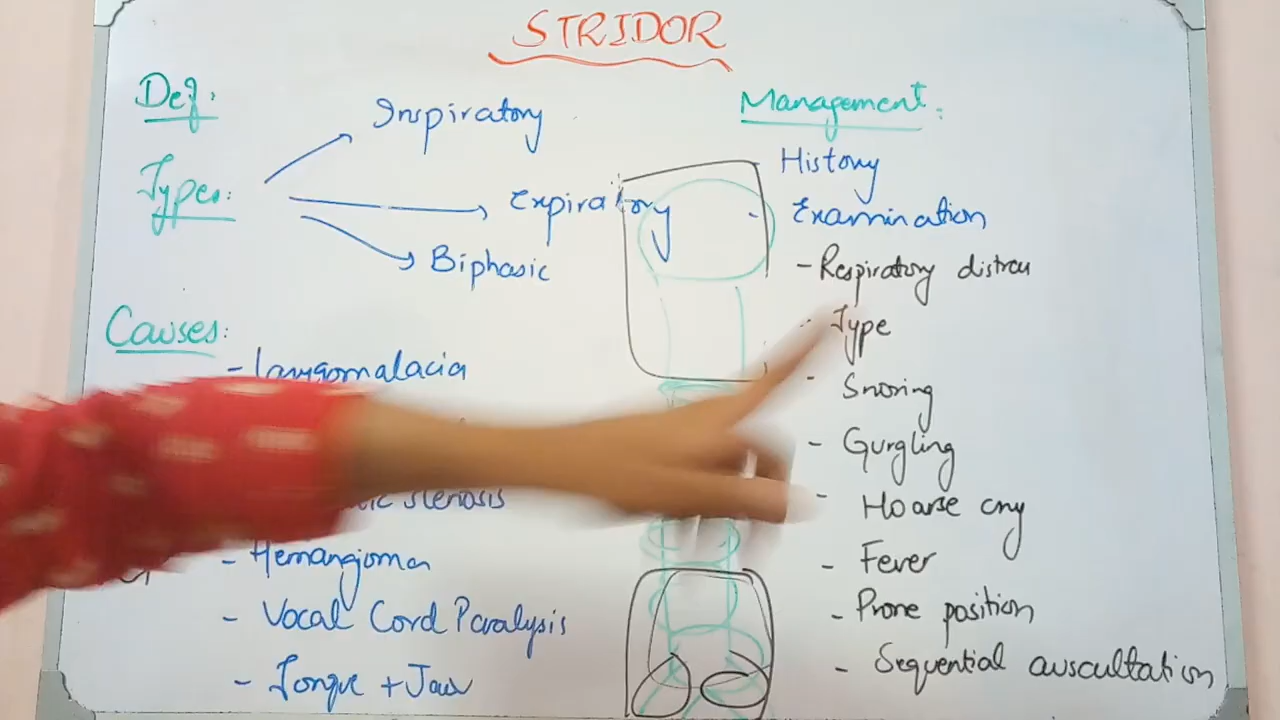 STRIDOR
Def:
Types:
Inspiratory
Expiratory
Biphasic
Causes:
- Laryngomalacia
stenosis
- Hemangioma
- Vocal Cord Paralysis
- Tongue + Jaw
Management:
History
Examination
- Respiratory distress
- Type
- Snoring
- Gurgling
- Hoarse cry
- Fever
- Prone position
- Sequential auscultation